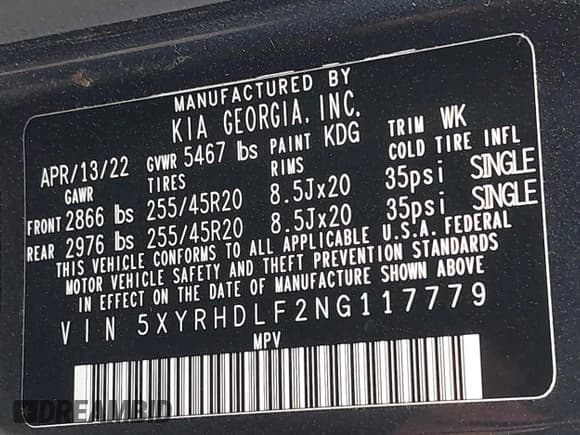 MANUFACTURED BY
KIA GEORGIA, INC.
APR/13/22 GVWR 5467 lbs PAINT KDG TRIM WK
GAWR TIRES RIMS COLD TIRE INFL
FRONT 2866 lbs 255/45R20 8.5Jx20 35psi SINGLE
REAR 2976 lbs 255/45R20 8.5Jx20 35psi SINGLE
THIS VEHICLE CONFORMS TO ALL APPLICABLE U.S.A. FEDERAL
MOTOR VEHICLE SAFETY AND THEFT PREVENTION STANDARDS
IN EFFECT ON THE DATE OF MANUFACTURE SHOWN ABOVE
VIN 5XYRHDLF2NG117779
MPV
DREAMBID